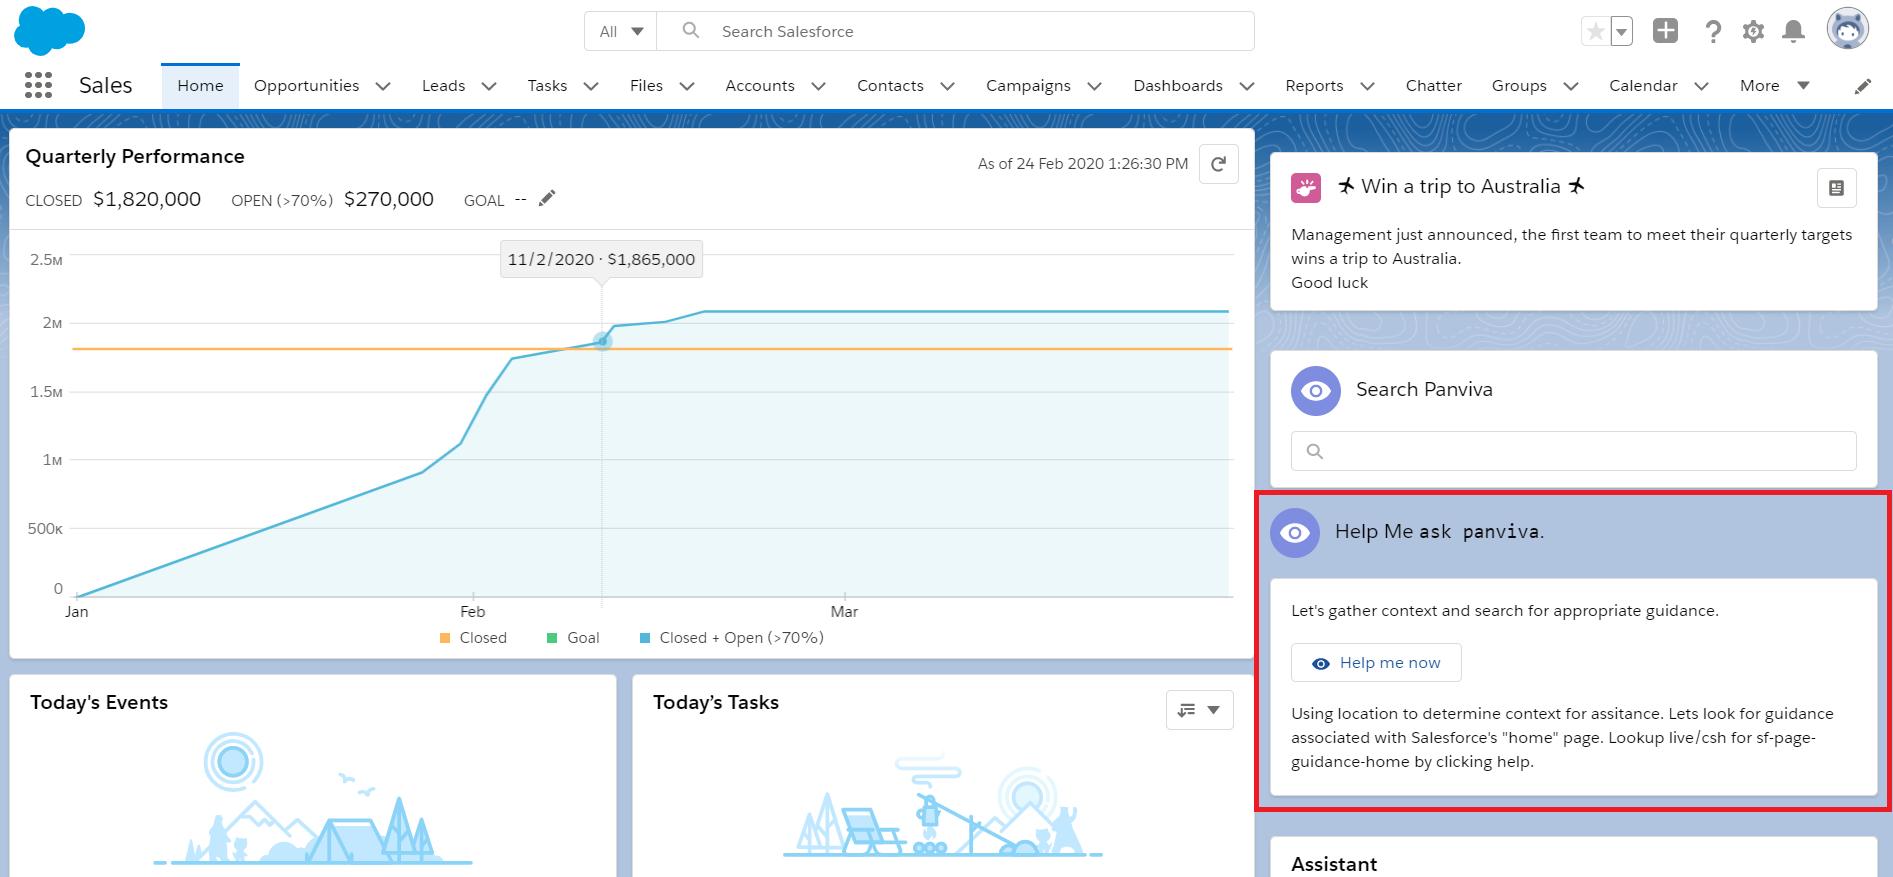 All
Search Salesforce
Sales
Home
Opportunities
Leads
Tasks
Files
Accounts
Contacts
Campaigns
Dashboards
Reports
Chatter
Groups
Calendar
More
Quarterly Performance
As of 24 Feb 2020 1:26:30 PM
CLOSED $1,820,000 OPEN (>70%) $270,000 GOAL --
11/2/2020 · $1,865,000
2.5M
2M
1.5M
1M
500K
0
Jan Feb Mar
Closed Goal Closed + Open (>70%)
Today's Events
Today’s Tasks
Win a trip to Australia
Management just announced, the first team to meet their quarterly targets
wins a trip to Australia.
Good luck
Search Panviva
Help Me ask panviva.
Let's gather context and search for appropriate guidance.
Help me now
Using location to determine context for assitance. Lets look for guidance
associated with Salesforce's "home" page. Lookup live/csh for sf-page-
guidance-home by clicking help.
Assistant